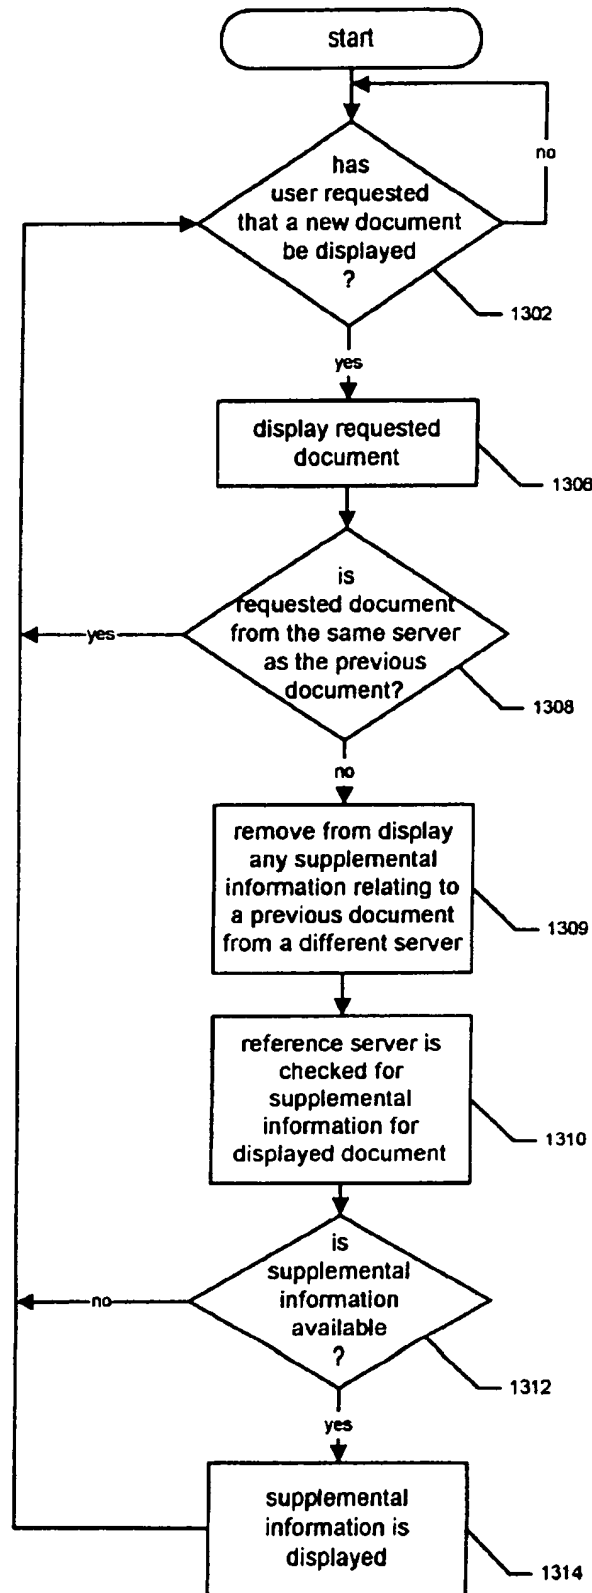 start
no
has
user requested
that a new document
be displayed
?
1302
yes
display requested
document
1306
is
requested document
from the same server
as the previous
document?
yes
1308
no
remove from display
any supplemental
information relating to
a previous document
from a different server
1309
reference server is
checked for
supplemental
information for
displayed document
1310
is
supplemental
information
available
?
no
1312
yes
supplemental
information is
displayed
1314